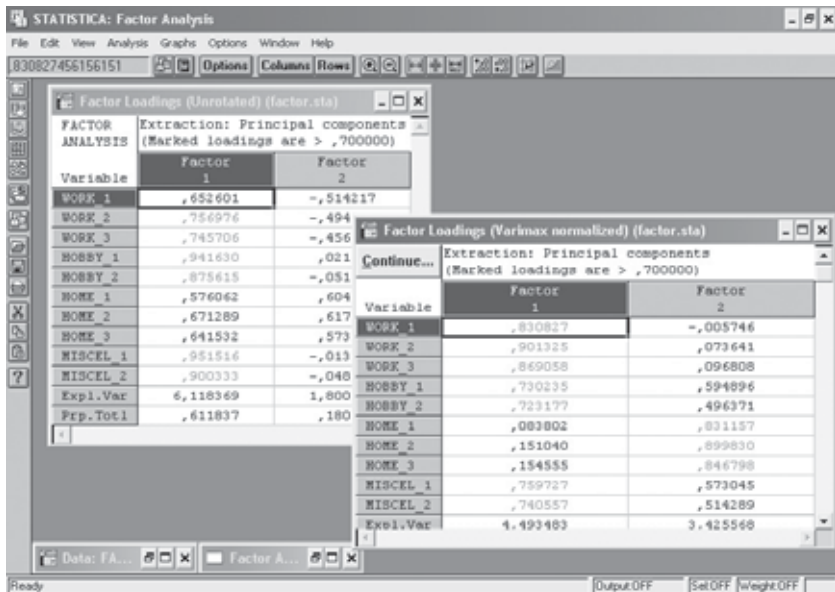 STATISTICA: Factor Analysis
File Edit View Analysis Graphs Options Window Help
830827456156151 Options Columns Rows
Factor Loadings (Unrotated) (factor.sta)
FACTOR ANALYSIS
Extraction: Principal components
(Marked loadings are > ,700000)
Variable Factor 1 Factor 2
WORK_1 ,652601 -,514217
WORK_2 ,756976 -,494
WORK_3 ,745706 -,456
HOBBY_1 ,941630 ,021
HOBBY_2 ,875615 -,051
HOME_1 ,576062 ,604
HOME_2 ,671289 ,617
HOME_3 ,641532 ,573
MISCEL_1 ,951516 -,013
MISCEL_2 ,900333 -,048
Expl.Var 6,118369 1,800
Prp.Totl ,611837 ,180
Factor Loadings (Varimax normalized) (factor.sta)
Continue...
Extraction: Principal components
(Marked loadings are > ,700000)
Variable Factor 1 Factor 2
WORK_1 ,830827 -,005746
WORK_2 ,901325 ,073641
WORK_3 ,869058 ,096808
HOBBY_1 ,730235 ,594896
HOBBY_2 ,723177 ,496371
HOME_1 ,083802 ,831157
HOME_2 ,151040 ,899830
HOME_3 ,154555 ,846798
MISCEL_1 ,759727 ,573045
MISCEL_2 ,740557 ,514289
Expl.Var 4,493483 3,425568
Data: FA... Factor A...
Ready Output:OFF Sel:OFF Weight:OFF